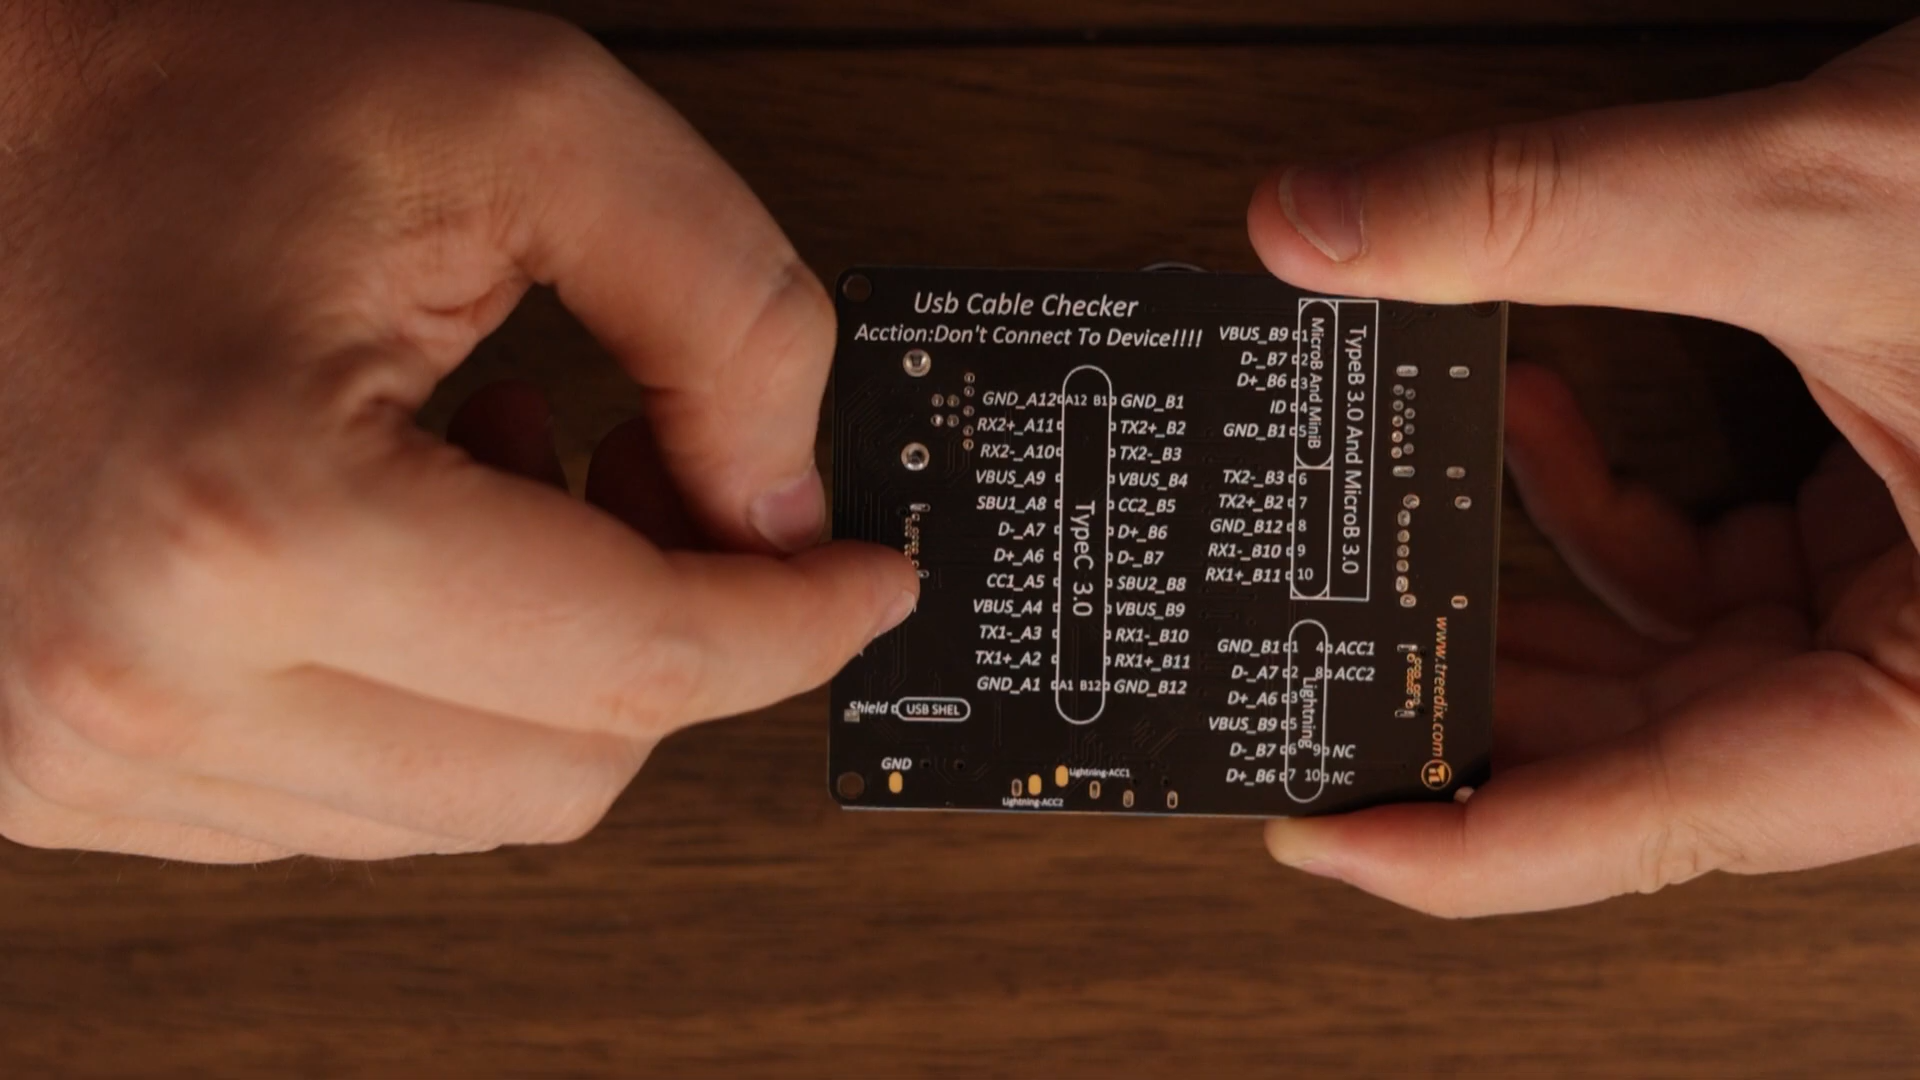 Usb Cable Checker
Acction:Don't Connect To Device!!!!
GND_A12 A12 B1 GND_B1
RX2+_A11 TX2+_B2
RX2-_A10 TX2-_B3
VBUS_A9 VBUS_B4
SBU1_A8 CC2_B5
D-_A7 D+_B6
D+_A6 D-_B7
CC1_A5 SBU2_B8
VBUS_A4 VBUS_B9
TX1-_A3 RX1-_B10
TX1+_A2 RX1+_B11
GND_A1 A1 B12 GND_B12
TypeC 3.0
Shield USB SHEL
GND
Lightning-ACC1
Lightning-ACC2
VBUS_B9 1
D-_B7 2
D+_B6 3
ID 4
GND_B1 5
MicroB And MiniB
TX2-_B3 6
TX2+_B2 7
GND_B12 8
RX1-_B10 9
RX1+_B11 10
TypeB 3.0 And MicroB 3.0
GND_B1 1 4 ACC1
D-_A7 2 8 ACC2
D+_A6 3
VBUS_B9 5
D-_B7 6 9 NC
D+_B6 7 10 NC
Lightning
www.treedix.com